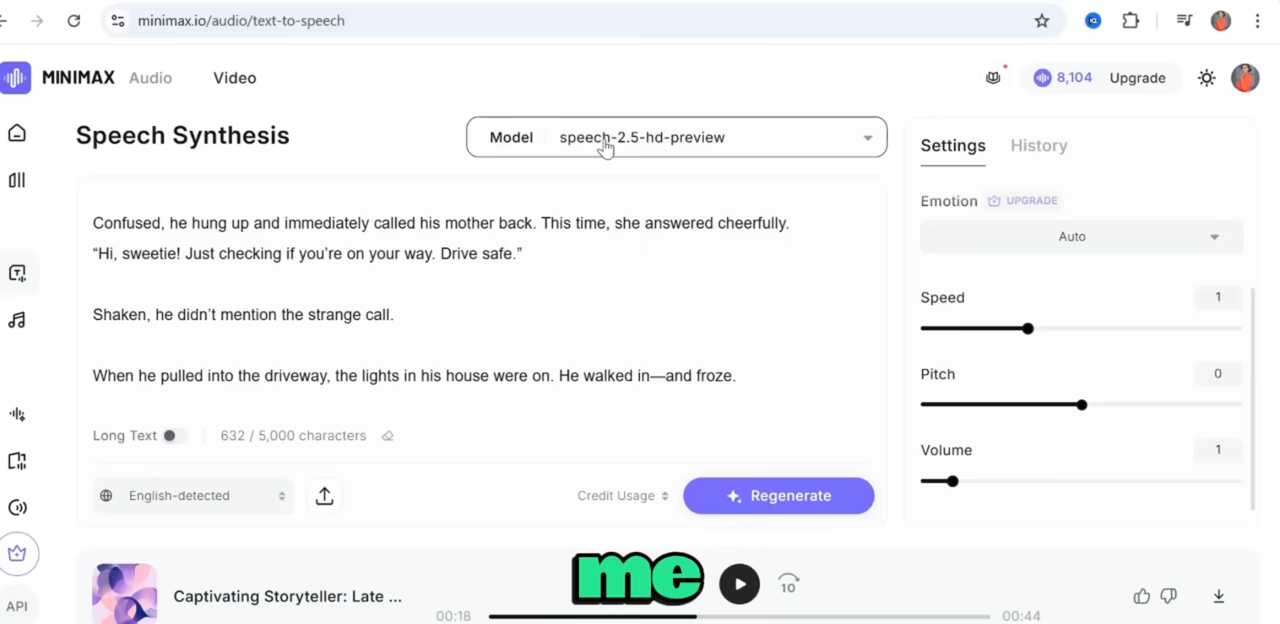 minimax.io/audio/text-to-speech
MINIMAX Audio Video
8,104 Upgrade
Speech Synthesis
Model speech-2.5-hd-preview
Settings History
Emotion UPGRADE
Auto
Confused, he hung up and immediately called his mother back. This time, she answered cheerfully.
“Hi, sweetie! Just checking if you’re on your way. Drive safe.”
Shaken, he didn’t mention the strange call.
When he pulled into the driveway, the lights in his house were on. He walked in—and froze.
Speed 1
Pitch 0
Volume 1
Long Text 632 / 5,000 characters
English-detected
Credit Usage Regenerate
API
Captivating Storyteller: Late ...
me
10
00:18 00:44